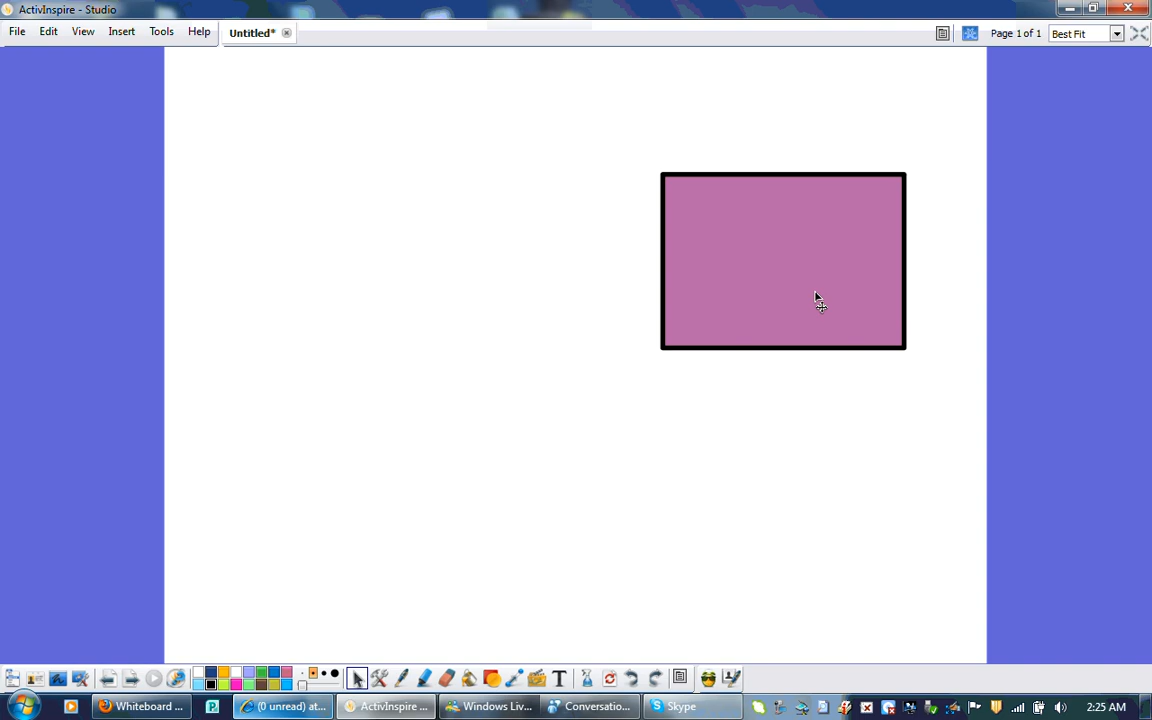 ActivInspire - Studio
File Edit View Insert Tools Help Untitled* Page 1 of 1 Best Fit
Whiteboard ... (0 unread) at... ActivInspire ... Windows Liv... Conversatio... Skype 2:25 AM